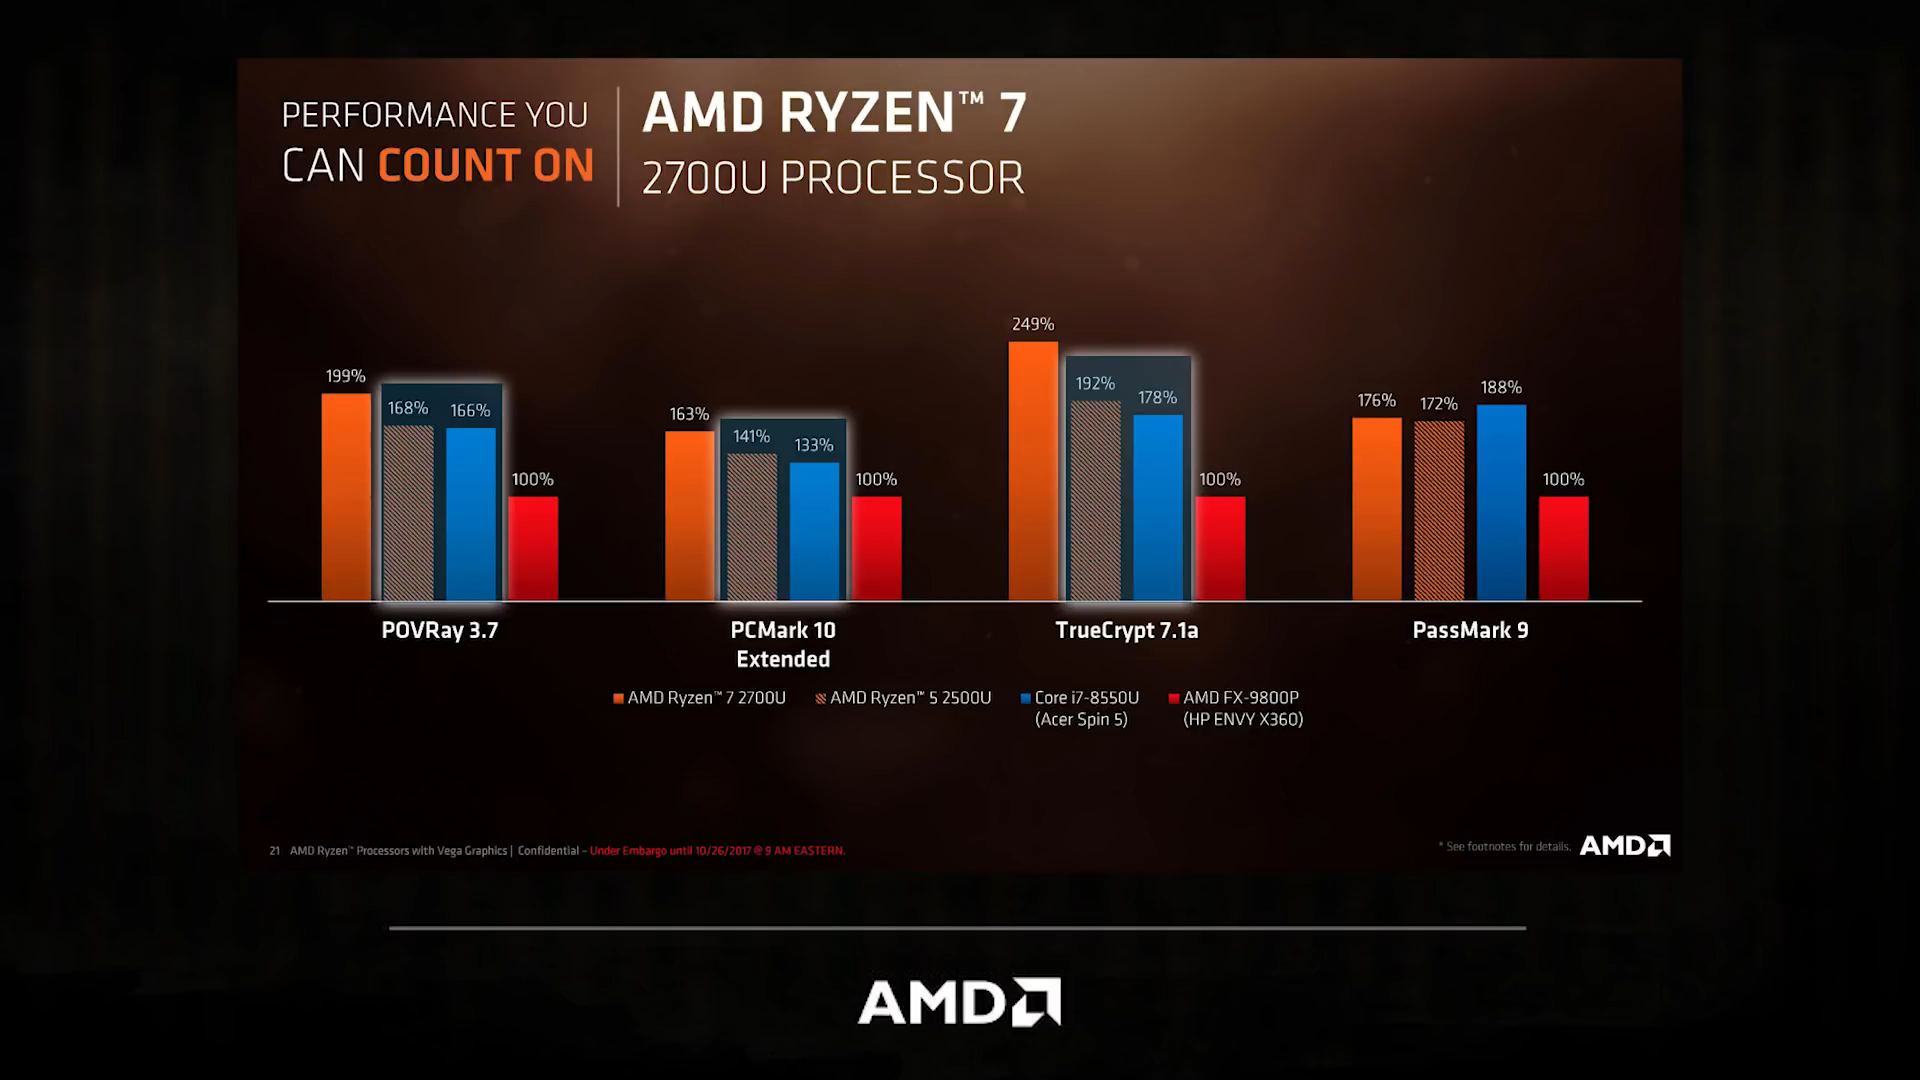 PERFORMANCE YOU
CAN COUNT ON
AMD RYZEN™ 7
2700U PROCESSOR
199%
168%
166%
100%
163%
141%
133%
100%
249%
192%
178%
100%
176%
172%
188%
100%
POVRay 3.7
PCMark 10
Extended
TrueCrypt 7.1a
PassMark 9
AMD Ryzen™ 7 2700U
AMD Ryzen™ 5 2500U
Core i7-8550U
(Acer Spin 5)
AMD FX-9800P
(HP ENVY X360)
21 AMD Ryzen™ Processors with Vega Graphics | Confidential – Under Embargo until 10/26/2017 @ 9 AM EASTERN.
* See footnotes for details.
AMD
AMD